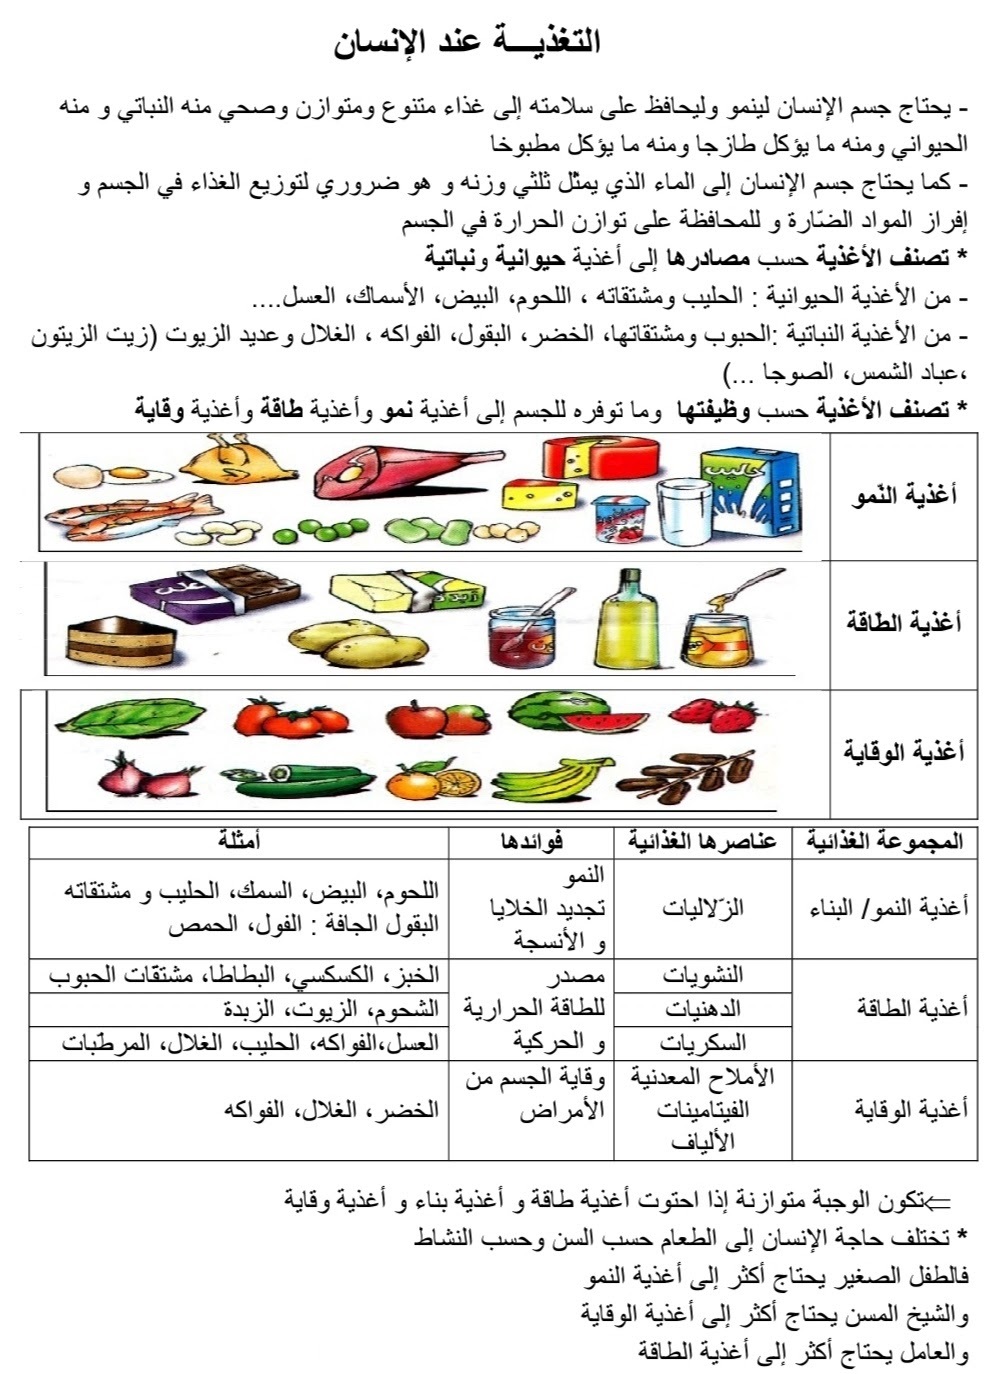 التغذيـــة عند الإنسان
- يحتاج جسم الإنسان لينمو وليحافظ على سلامته إلى غذاء متنوع ومتوازن وصحي منه النباتي و منه
الحيواني ومنه ما يؤكل طازجا ومنه ما يؤكل مطبوخا
- كما يحتاج جسم الإنسان إلى الماء الذي يمثّل ثلثي وزنه و هو ضروري لتوزيع الغذاء في الجسم و
إفراز المواد الضّارة و للمحافظة على توازن الحرارة في الجسم
* تصنف الأغذية حسب مصادرها إلى أغذية حيوانية ونباتية
- من الأغذية الحيوانية : الحليب ومشتقاته ، اللحوم، البيض، الأسماك، العسل....
- من الأغذية النباتية :الحبوب ومشتقاتها، الخضر، البقول، الفواكه ، الغلال وعديد الزيوت (زيت الزيتون
،عباد الشمس، الصوجا ...)
* تصنف الأغذية حسب وظيفتها وما توفره للجسم إلى أغذية نمو وأغذية طاقة وأغذية وقاية
أغذية النّمو
حليب
أغذية الطّاقة
زبدة
أغذية الوقاية
المجموعة الغذائية عناصرها الغذائية فوائدها أمثلة
أغذية النمو/ البناء
الزّلاليات
النمو
تجديد الخلايا
و الأنسجة
اللحوم، البيض، السمك، الحليب و مشتقاته
البقول الجافة : الفول، الحمص
أغذية الطاقة
النشويات
الدهنيات
السكريات
مصدر
للطاقة الحرارية
و الحركية
الخبز، الكسكسي، البطاطا، مشتقات الحبوب
الشحوم، الزيوت، الزبدة
العسل،الفواكه، الحليب، الغلال، المرطّبات
أغذية الوقاية
الأملاح المعدنية
الفيتامينات
الألياف
وقاية الجسم من
الأمراض
الخضر، الغلال، الفواكه
⇐تكون الوجبة متوازنة إذا احتوت أغذية طاقة و أغذية بناء و أغذية وقاية
* تختلف حاجة الإنسان إلى الطعام حسب السن وحسب النشاط
فالطفل الصغير يحتاج أكثر إلى أغذية النمو
والشيخ المسن يحتاج أكثر إلى أغذية الوقاية
والعامل يحتاج أكثر إلى أغذية الطاقة